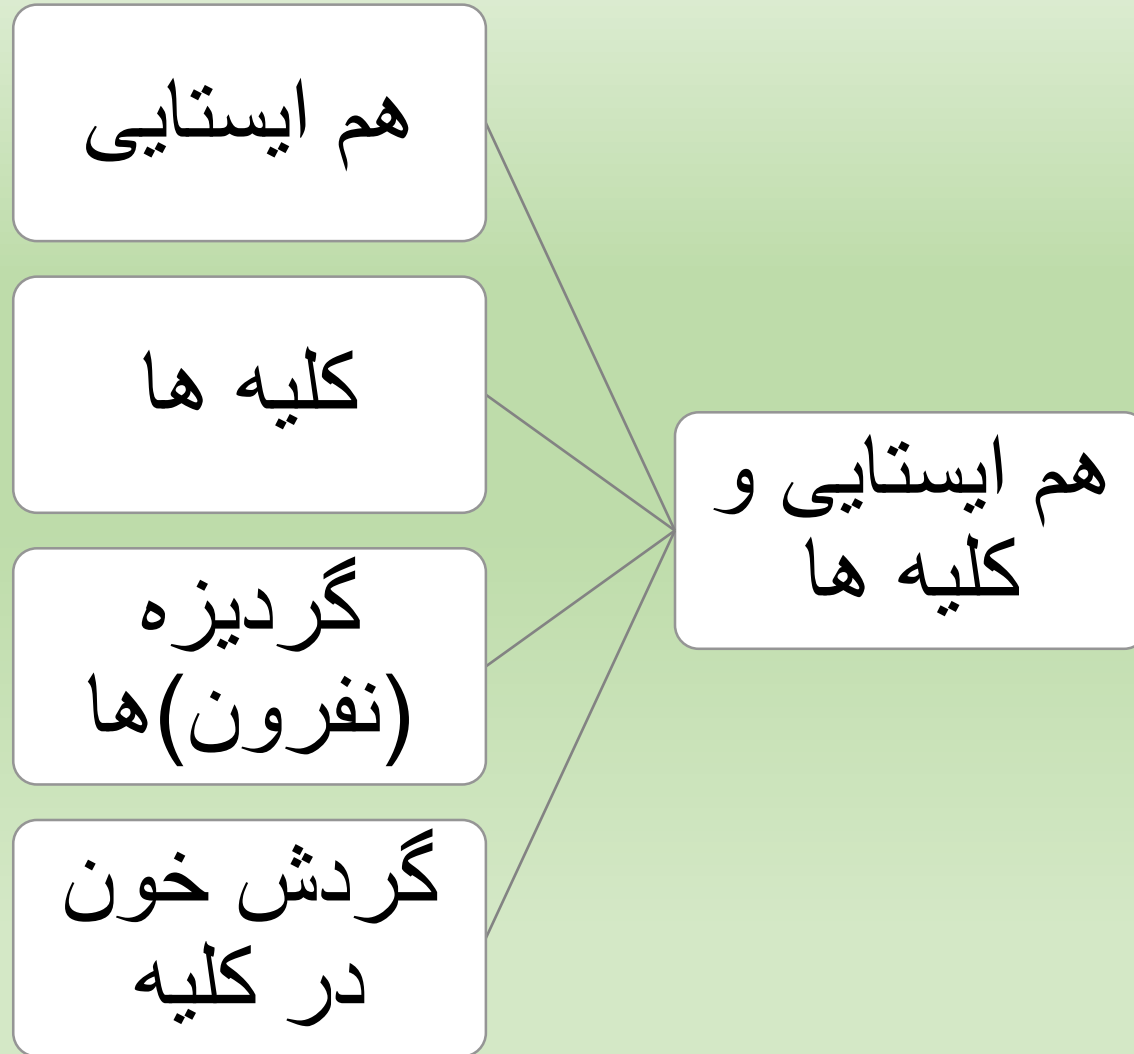 هم ایستایی و
کلیه ها
هم ایستایی
کلیه ها
گردیزه
(نفرون)ها
گردش خون
در کلیه